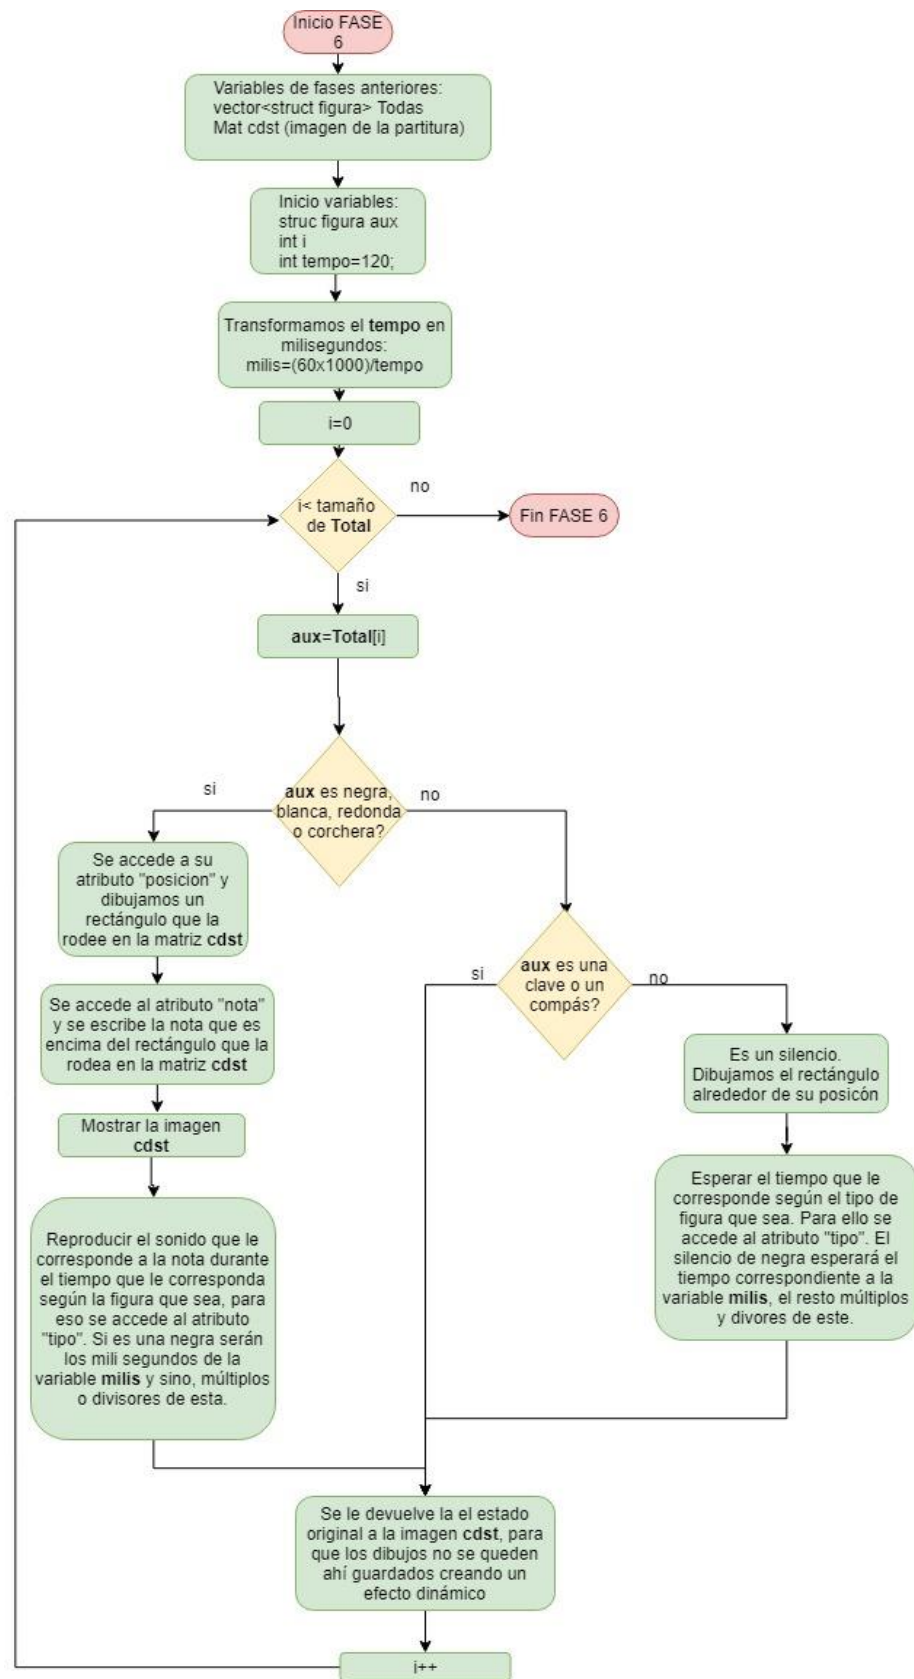 Inicio FASE
6
Variables de fases anteriores:
vector<struct figura> Todas
Mat cdst (imagen de la partitura)
Inicio variables:
struc figura aux
int i
int tempo=120;
Transformamos el tempo en
milisegundos:
milis=(60x1000)/tempo
i=0
i< tamaño
de Total
no
Fin FASE 6
si
aux=Total[i]
si
aux es negra,
blanca, redonda
o corchera?
no
Se accede a su
atributo "posicion" y
dibujamos un
rectángulo que la
rodee en la matriz cdst
Se accede al atributo "nota"
y se escribe la nota que es
encima del rectángulo que la
rodea en la matriz cdst
Mostrar la imagen
cdst
Reproducir el sonido que le
corresponde a la nota durante
el tiempo que le corresponda
según la figura que sea, para
eso se accede al atributo
"tipo". Si es una negra serán
los mili segundos de la
variable milis y sino, múltiplos
o divisores de esta.
si
aux es una
clave o un
compás?
no
Es un silencio.
Dibujamos el rectángulo
alrededor de su posicón
Esperar el tiempo que le
corresponde según el tipo de
figura que sea. Para ello se
accede al atributo "tipo". El
silencio de negra esperará el
tiempo correspondiente a la
variable milis, el resto múltiplos
y divores de este.
Se le devuelve la el estado
original a la imagen cdst, para
que los dibujos no se queden
ahí guardados creando un
efecto dinámico
i++